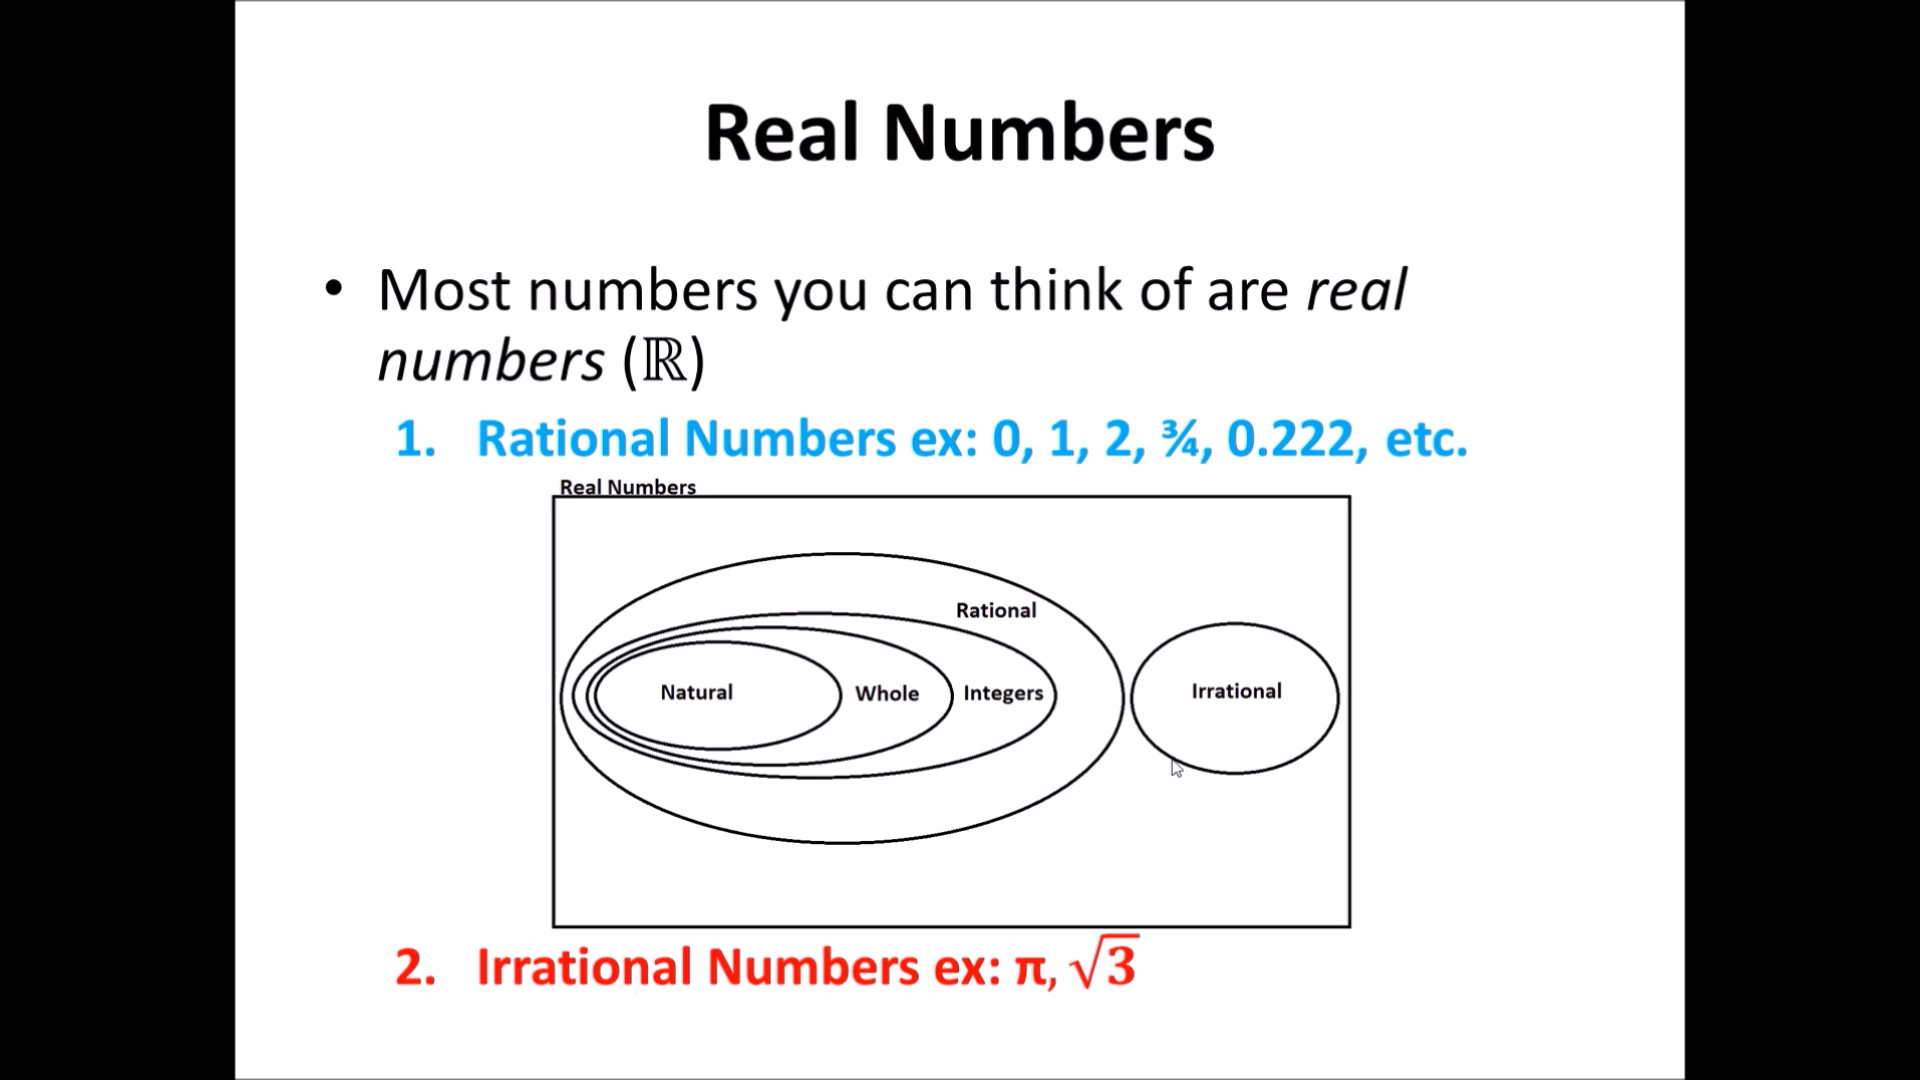 Real Numbers
• Most numbers you can think of are real
numbers (ℝ)
1. Rational Numbers ex: 0, 1, 2, ¾, 0.222, etc.
Real Numbers
Rational
Natural
Whole
Integers
Irrational
2. Irrational Numbers ex: π, √3